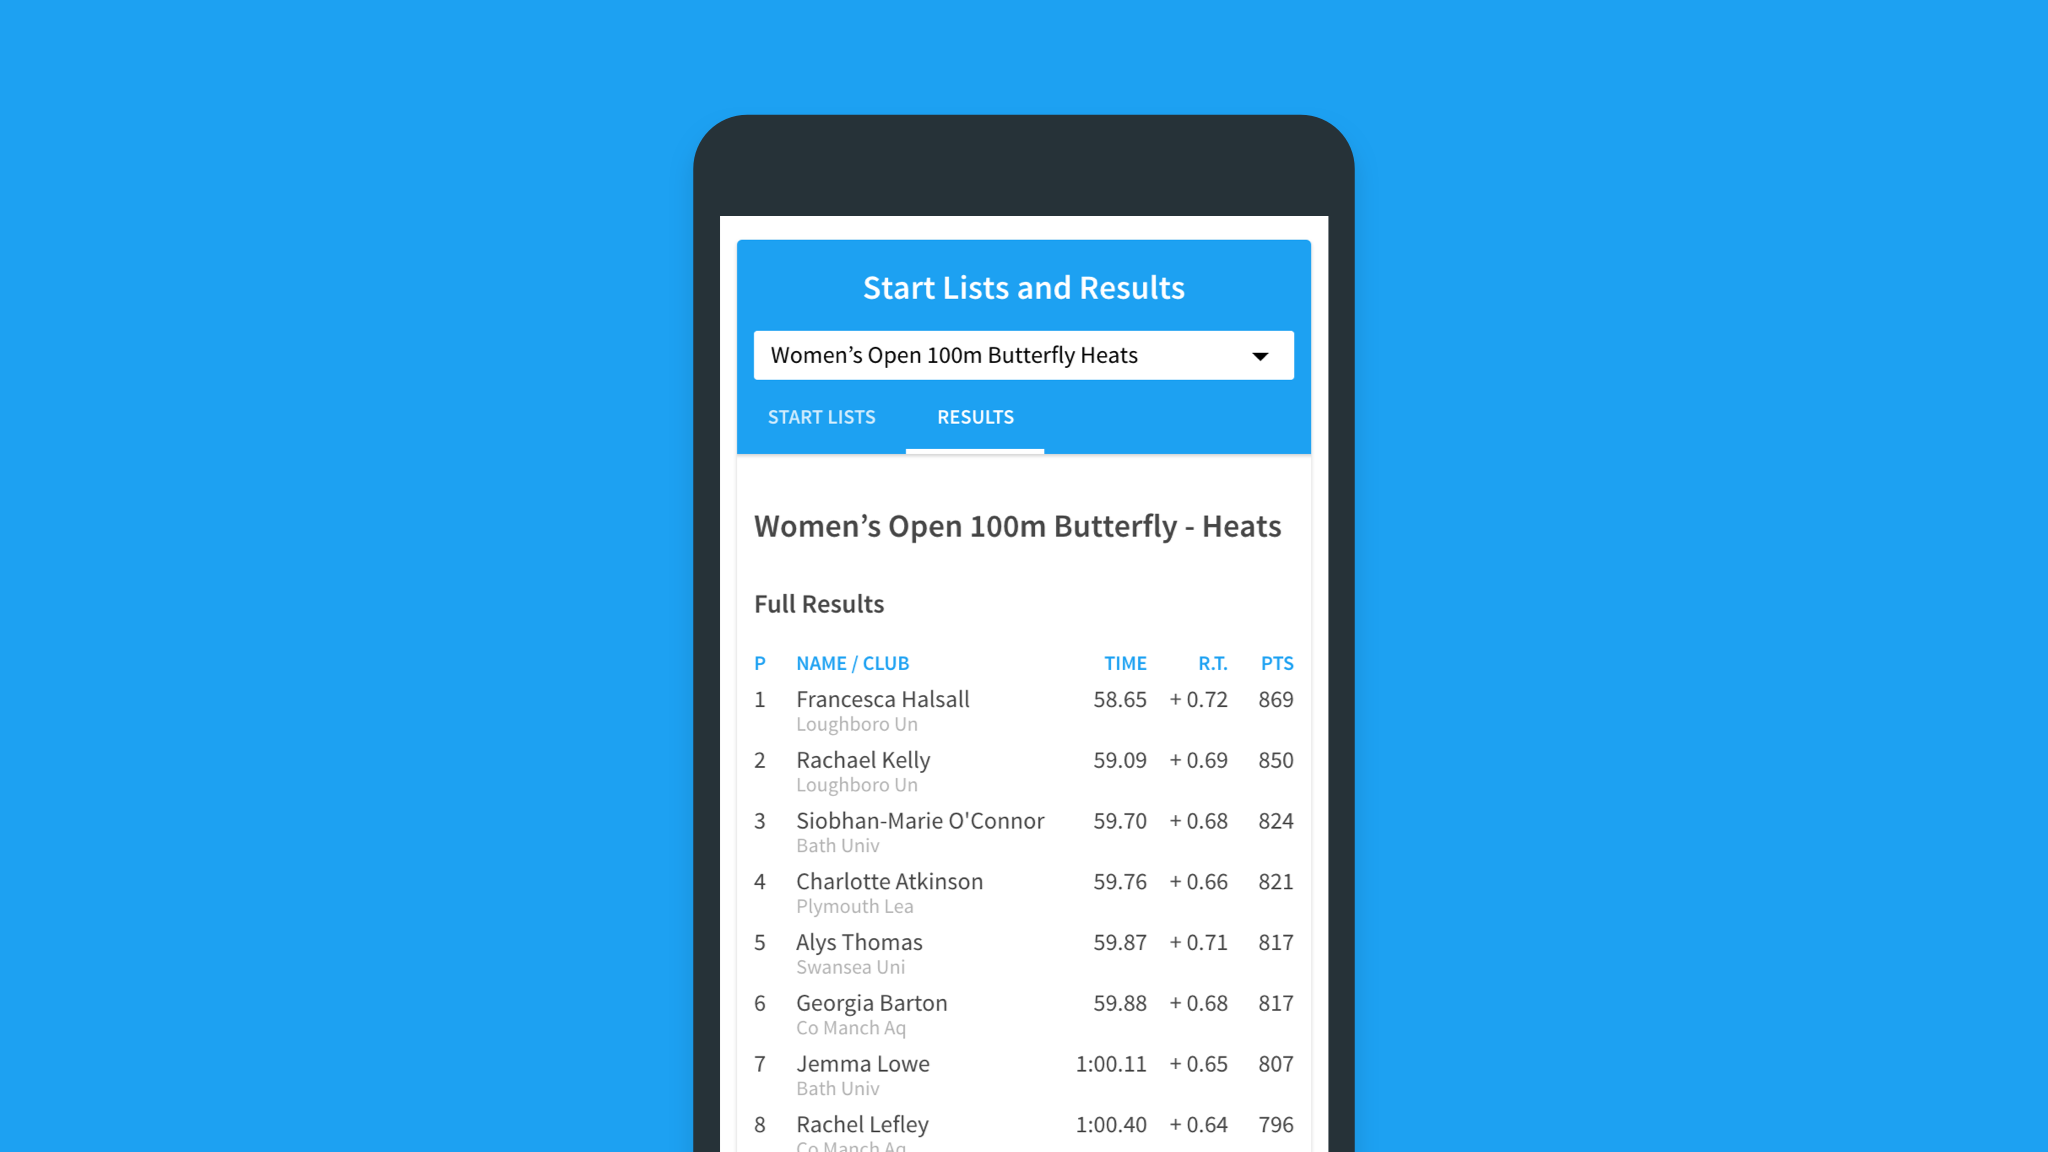 Start Lists and Results
Women’s Open 100m Butterfly Heats
START LISTS RESULTS
Women’s Open 100m Butterfly - Heats
Full Results
P NAME / CLUB TIME R.T. PTS
1 Francesca Halsall 58.65 + 0.72 869
Loughboro Un
2 Rachael Kelly 59.09 + 0.69 850
Loughboro Un
3 Siobhan-Marie O'Connor 59.70 + 0.68 824
Bath Univ
4 Charlotte Atkinson 59.76 + 0.66 821
Plymouth Lea
5 Alys Thomas 59.87 + 0.71 817
Swansea Uni
6 Georgia Barton 59.88 + 0.68 817
Co Manch Aq
7 Jemma Lowe 1:00.11 + 0.65 807
Bath Univ
8 Rachel Lefley 1:00.40 + 0.64 796
Co Manch Aq